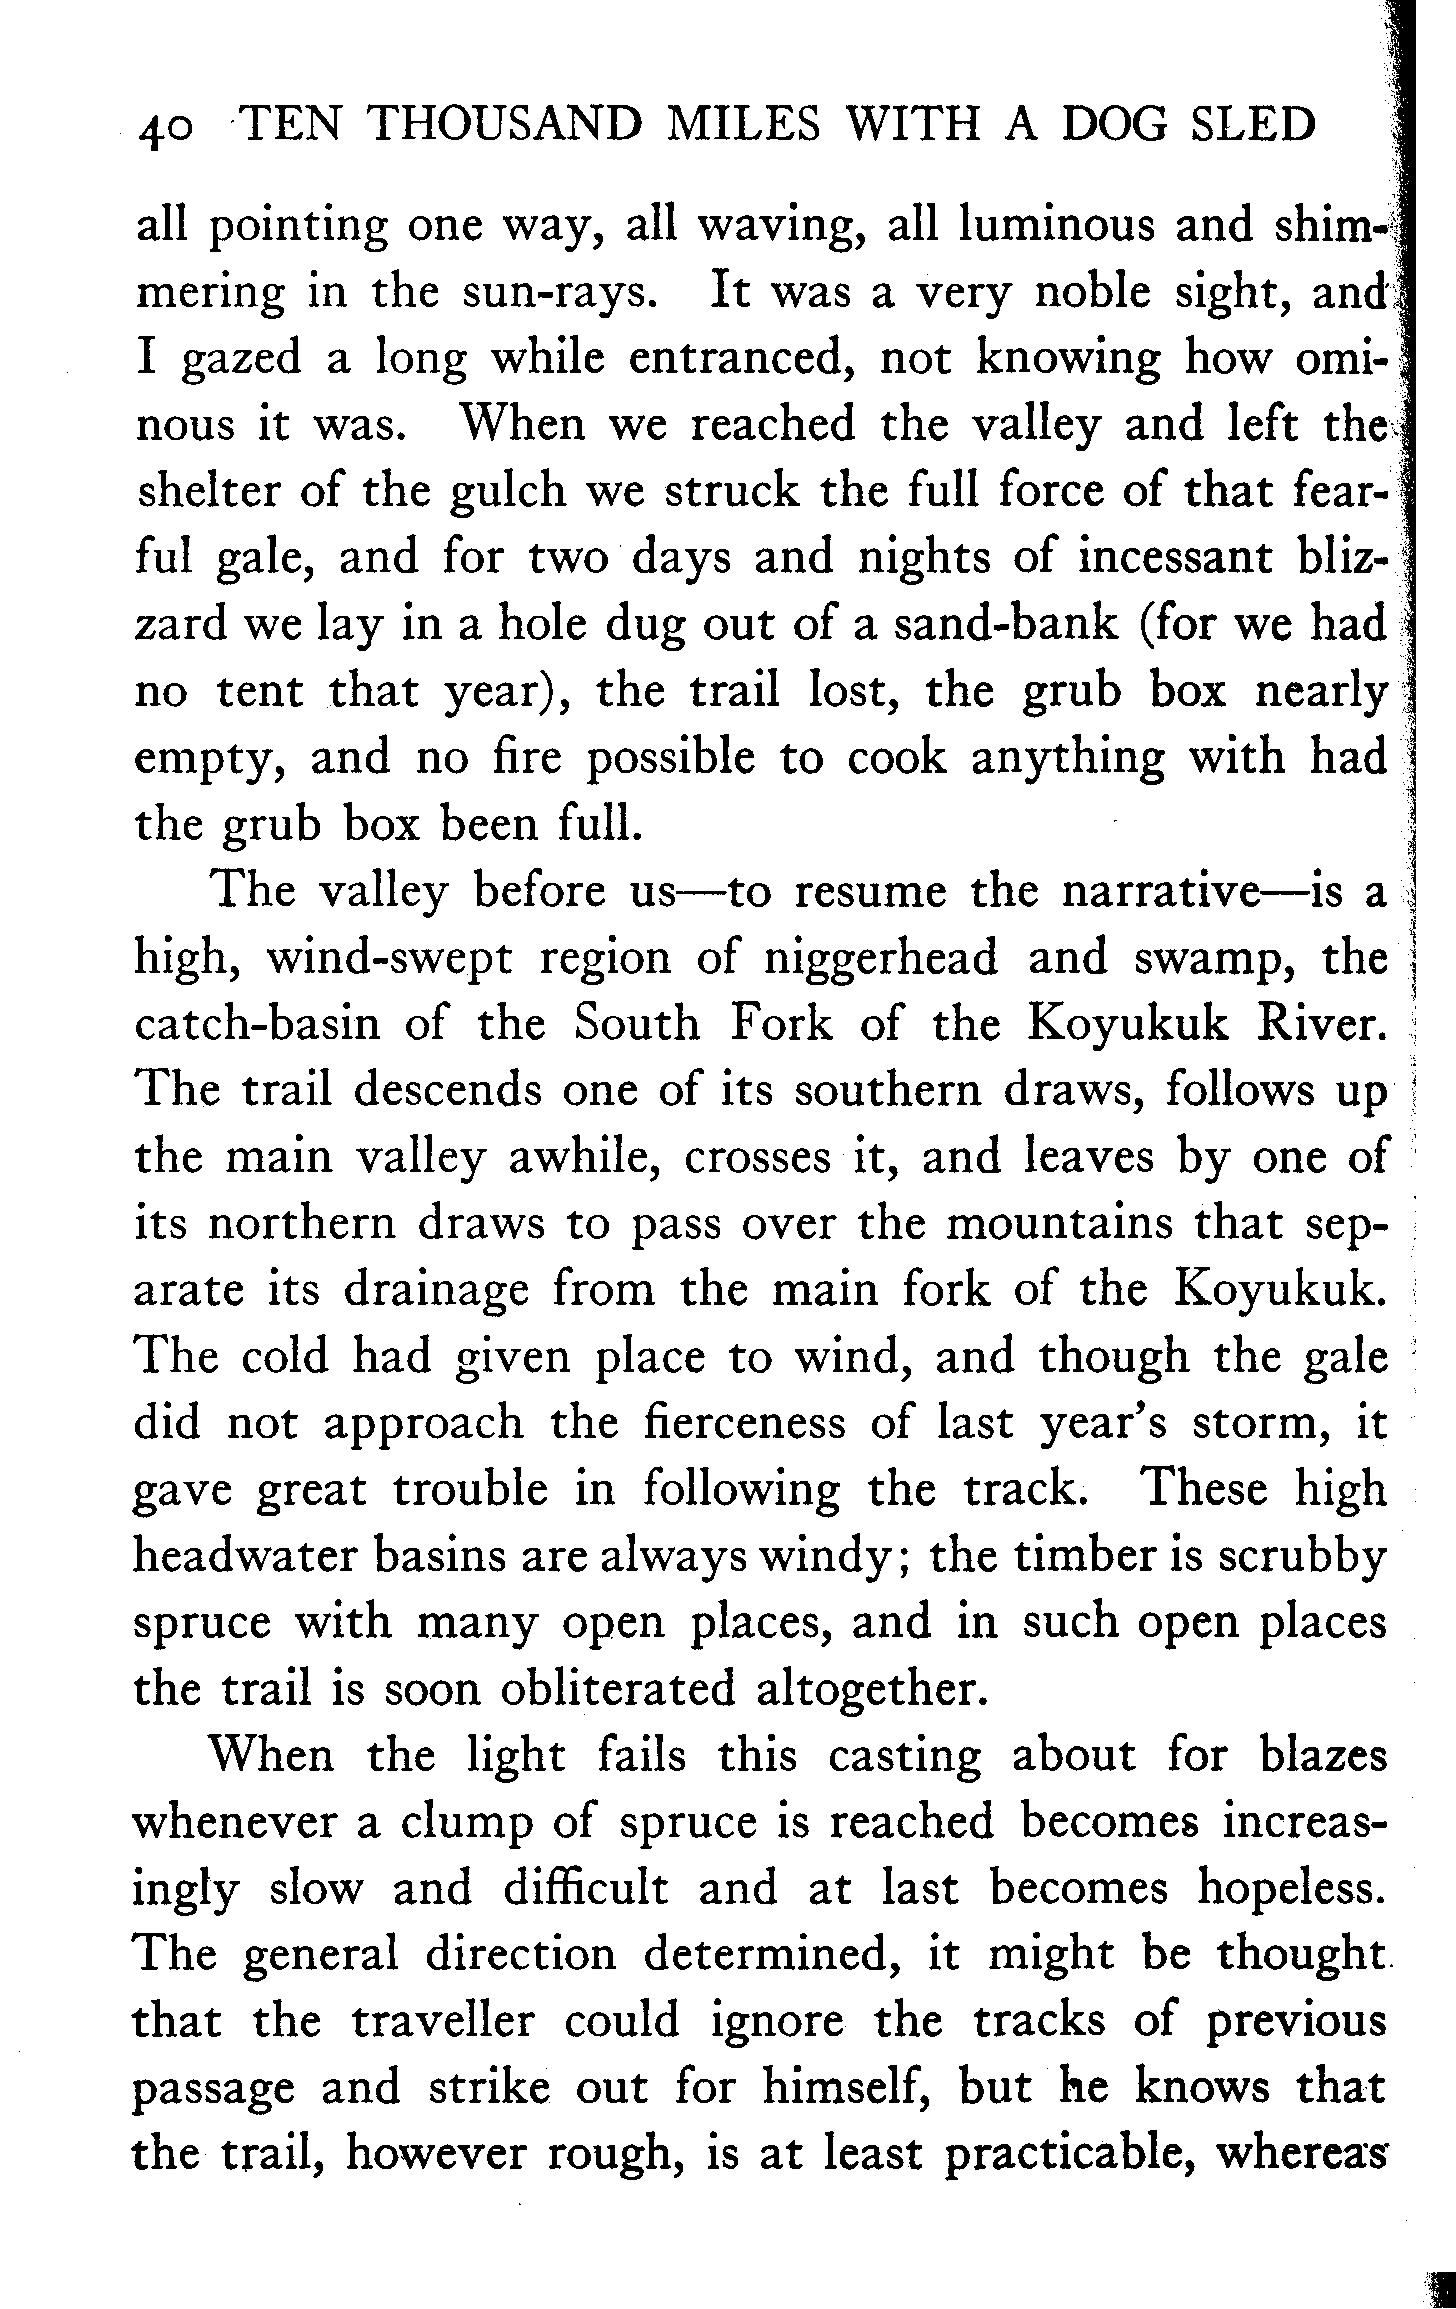 40 TEN THOUSAND MILES WITH A DOG SLED
all pointing one way, all waving, all luminous and shim-
mering in the sun-rays. It was a very noble sight, and
I gazed a long while entranced, not knowing how omi-
nous it was. When we reached the valley and left the
shelter of the gulch we struck the full force of that fear-
ful gale, and for two days and nights of incessant bliz-
zard we lay in a hole dug out of a sand-bank (for we had
no tent that year), the trail lost, the grub box nearly
empty, and no fire possible to cook anything with had
the grub box been full.
The valley before us—to resume the narrative—is a
high, wind-swept region of niggerhead and swamp, the
catch-basin of the South Fork of the Koyukuk River.
The trail descends one of its southern draws, follows up
the main valley awhile, crosses it, and leaves by one of
its northern draws to pass over the mountains that sep-
arate its drainage from the main fork of the Koyukuk.
The cold had given place to wind, and though the gale
did not approach the fierceness of last year's storm, it
gave great trouble in following the track. These high
headwater basins are always windy; the timber is scrubby
spruce with many open places, and in such open places
the trail is soon obliterated altogether.
When the light fails this casting about for blazes
whenever a clump of spruce is reached becomes increas-
ingly slow and difficult and at last becomes hopeless.
The general direction determined, it might be thought
that the traveller could ignore the tracks of previous
passage and strike out for himself, but he knows that
the trail, however rough, is at least practicable, whereas